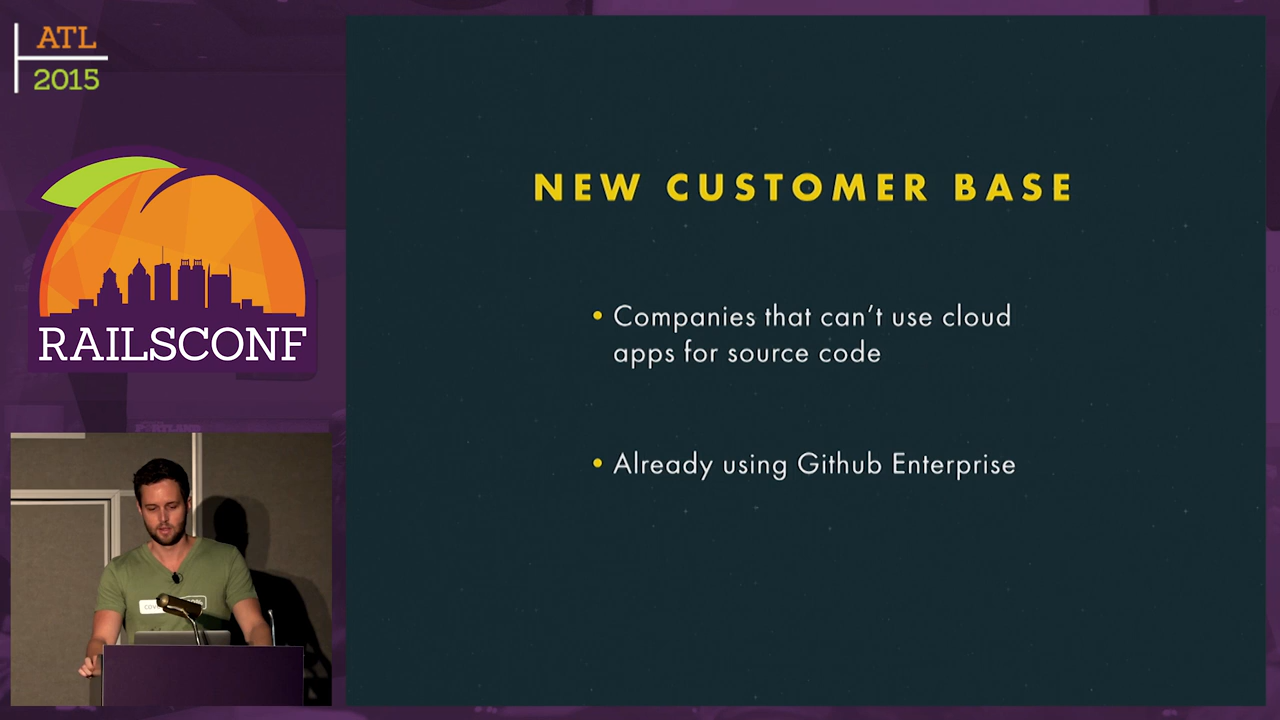 ATL
2015
RAILSCONF
NEW CUSTOMER BASE
• Companies that can't use cloud
apps for source code
• Already using Github Enterprise